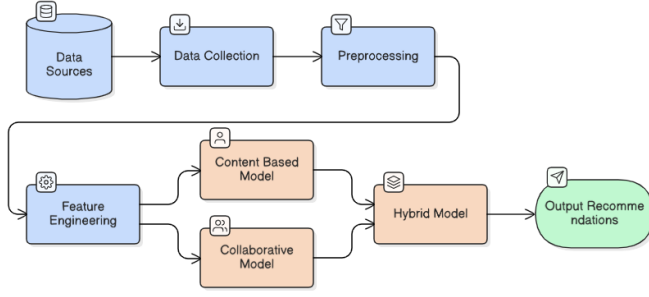 Data
Sources
Data Collection
Preprocessing
Feature
Engineering
Content Based
Model
Collaborative
Model
Hybrid Model
Output Recomme
ndations